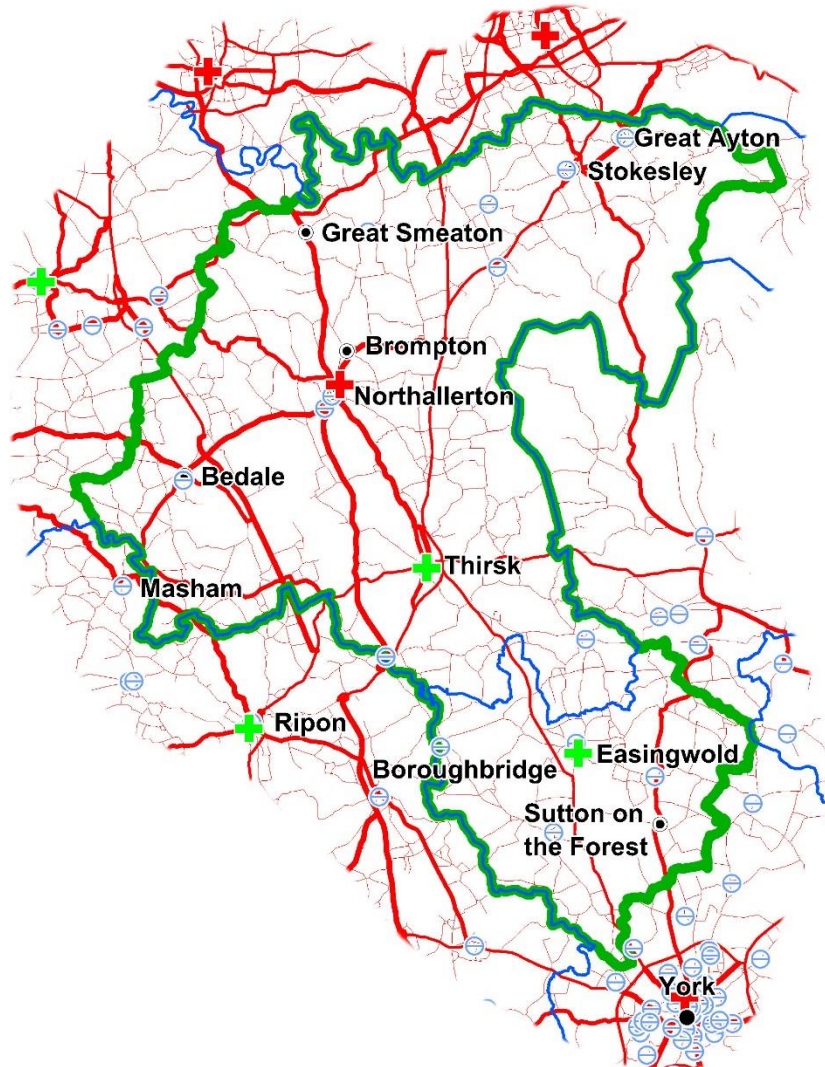 Great Ayton
Stokesley
Great Smeaton
Brompton
Northallerton
Bedale
Thirsk
Masham
Ripon
Easingwold
Boroughbridge
Sutton on
the Forest
York